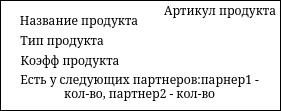 Артикул продукта
Название продукта
Тип продукта
Коэфф продукта
Есть у следующих партнеров:парнер1 -
кол-во, партнер2 - кол-во